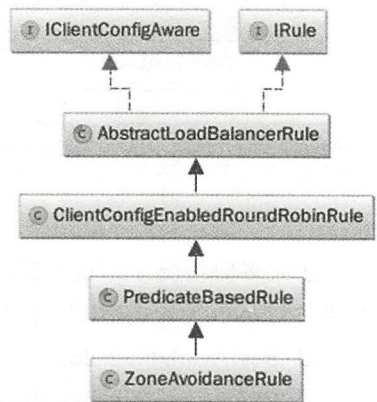 I IClientConfigAware
I IRule
C AbstractLoadBalancerRule
C ClientConfigEnabledRoundRobinRule
C PredicateBasedRule
C ZoneAvoidanceRule